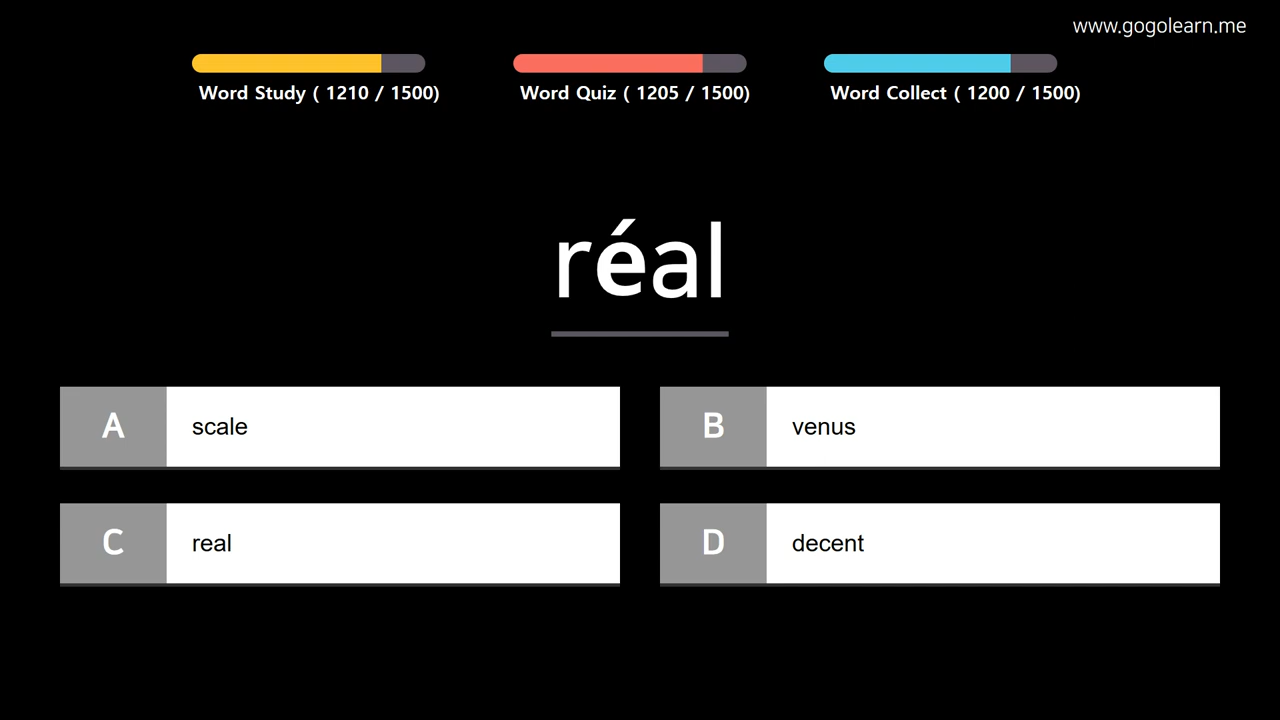 www.gogolearn.me
Word Study ( 1210 / 1500)
Word Quiz ( 1205 / 1500)
Word Collect ( 1200 / 1500)
réal
A scale
B venus
C real
D decent